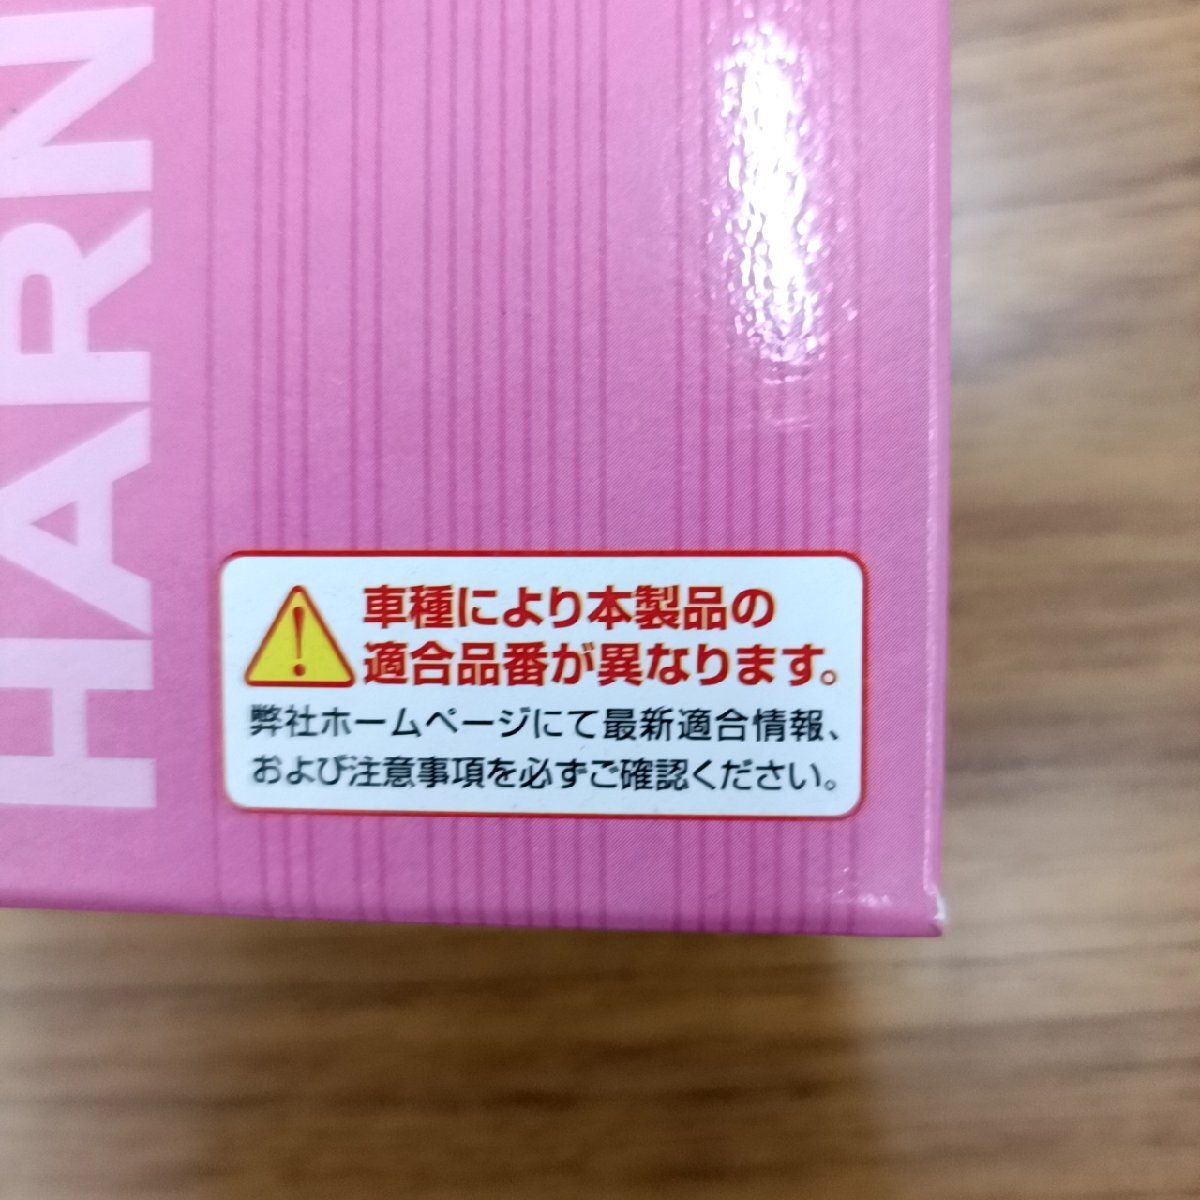 HARN
車種により本製品の
適合品番が異なります。
弊社ホームページにて最新適合情報、
および注意事項を必ずご確認ください。